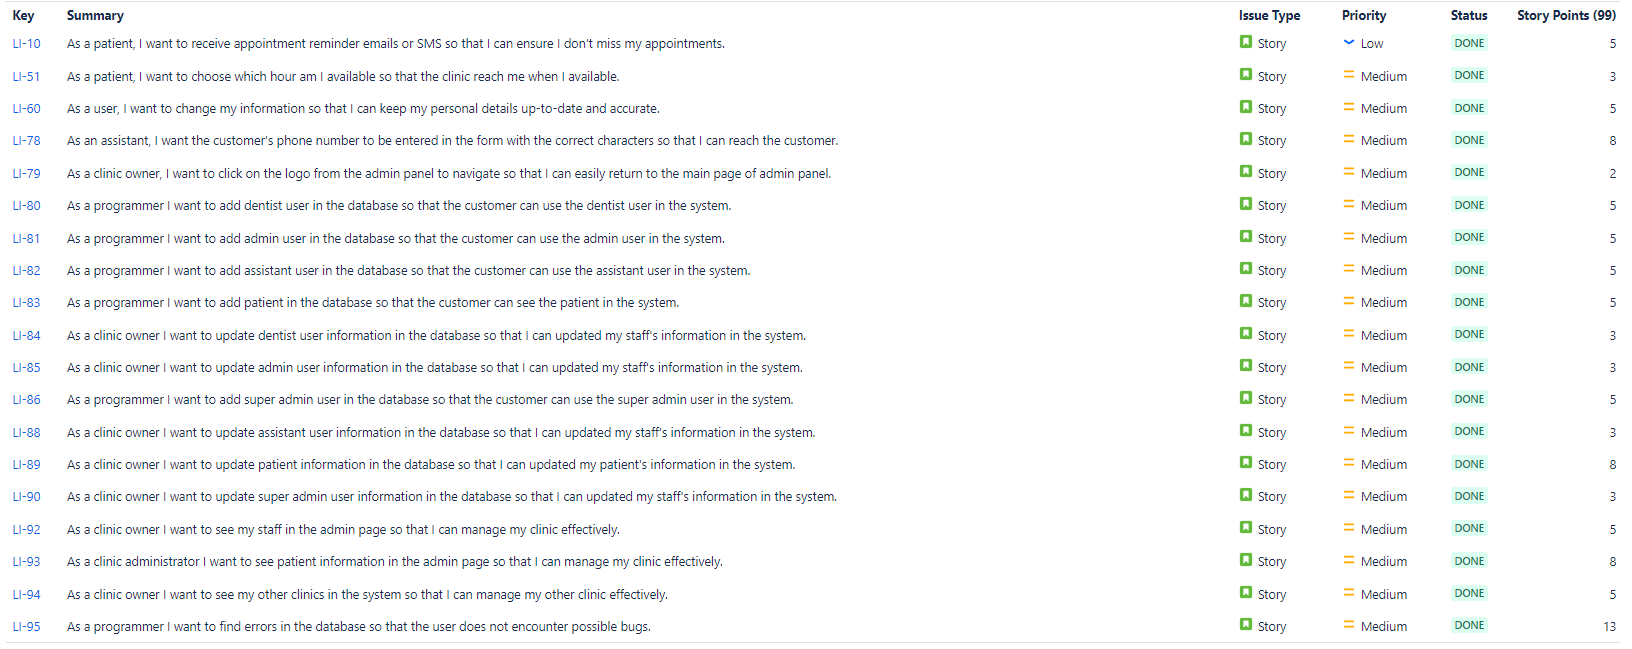 Key Summary Issue Type Priority Status Story Points (99)
LI-10 As a patient, I want to receive appointment reminder emails or SMS so that I can ensure I don't miss my appointments. Story Low DONE 5
LI-51 As a patient, I want to choose which hour am I available so that the clinic reach me when I available. Story Medium DONE 3
LI-60 As a user, I want to change my information so that I can keep my personal details up-to-date and accurate. Story Medium DONE 5
LI-78 As an assistant, I want the customer's phone number to be entered in the form with the correct characters so that I can reach the customer. Story Medium DONE 8
LI-79 As a clinic owner, I want to click on the logo from the admin panel to navigate so that I can easily return to the main page of admin panel. Story Medium DONE 2
LI-80 As a programmer I want to add dentist user in the database so that the customer can use the dentist user in the system. Story Medium DONE 5
LI-81 As a programmer I want to add admin user in the database so that the customer can use the admin user in the system. Story Medium DONE 5
LI-82 As a programmer I want to add assistant user in the database so that the customer can use the assistant user in the system. Story Medium DONE 5
LI-83 As a programmer I want to add patient in the database so that the customer can see the patient in the system. Story Medium DONE 5
LI-84 As a clinic owner I want to update dentist user information in the database so that I can updated my staff's information in the system. Story Medium DONE 3
LI-85 As a clinic owner I want to update admin user information in the database so that I can updated my staff's information in the system. Story Medium DONE 3
LI-86 As a programmer I want to add super admin user in the database so that the customer can use the super admin user in the system. Story Medium DONE 5
LI-88 As a clinic owner I want to update assistant user information in the database so that I can updated my staff's information in the system. Story Medium DONE 3
LI-89 As a clinic owner I want to update patient information in the database so that I can updated my patient's information in the system. Story Medium DONE 8
LI-90 As a clinic owner I want to update super admin user information in the database so that I can updated my staff's information in the system. Story Medium DONE 3
LI-92 As a clinic owner I want to see my staff in the admin page so that I can manage my clinic effectively. Story Medium DONE 5
LI-93 As a clinic administrator I want to see patient information in the admin page so that I can manage my clinic effectively. Story Medium DONE 8
LI-94 As a clinic owner I want to see my other clinics in the system so that I can manage my other clinic effectively. Story Medium DONE 5
LI-95 As a programmer I want to find errors in the database so that the user does not encounter possible bugs. Story Medium DONE 13